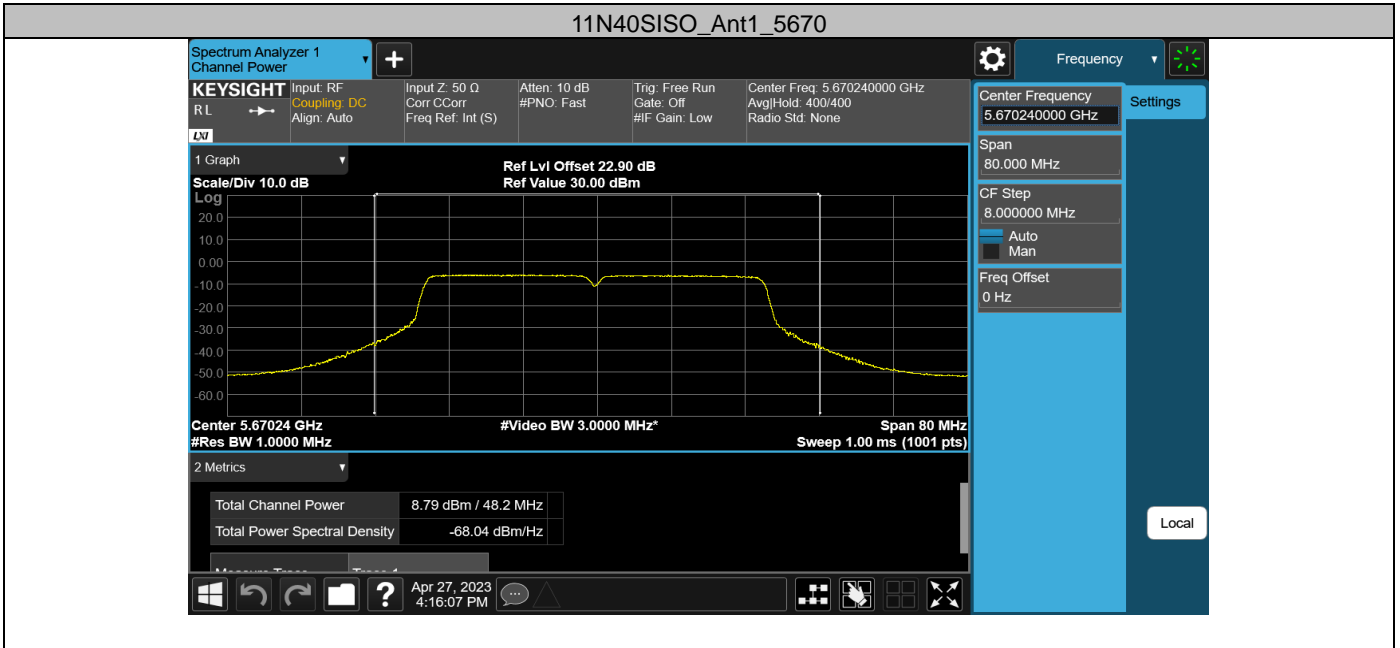 11N40SISO_Ant1_5670
Spectrum Analyzer 1
Channel Power
Frequency
KEYSIGHT
R L
LXI
Input: RF
Coupling: DC
Align: Auto
Input Z: 50 Ω
Corr CCorr
Freq Ref: Int (S)
Atten: 10 dB
#PNO: Fast
Trig: Free Run
Gate: Off
#IF Gain: Low
Center Freq: 5.670240000 GHz
Avg|Hold: 400/400
Radio Std: None
Center Frequency
5.670240000 GHz
Settings
Span
80.000 MHz
CF Step
8.000000 MHz
Auto
Man
Freq Offset
0 Hz
1 Graph
Ref Lvl Offset 22.90 dB
Scale/Div 10.0 dB
Ref Value 30.00 dBm
Log
20.0
10.0
0.00
-10.0
-20.0
-30.0
-40.0
-50.0
-60.0
Center 5.67024 GHz
#Video BW 3.0000 MHz*
Span 80 MHz
#Res BW 1.0000 MHz
Sweep 1.00 ms (1001 pts)
2 Metrics
Total Channel Power
8.79 dBm / 48.2 MHz
Total Power Spectral Density
-68.04 dBm/Hz
Measure Trace
Trace 1
Local
?
Apr 27, 2023
4:16:07 PM